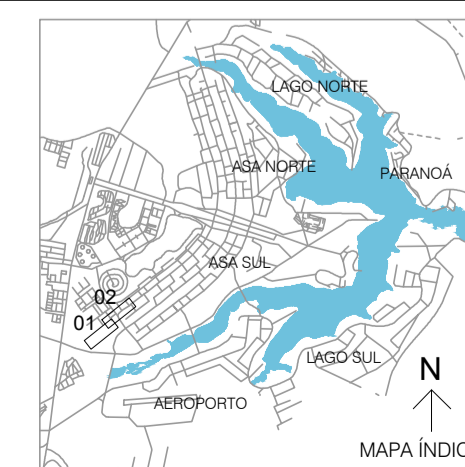 LAGO NORTE
ASA NORTE
PARANOÁ
ASA SUL
02
01
LAGO SUL
N
AEROPORTO
MAPA ÍNDIC